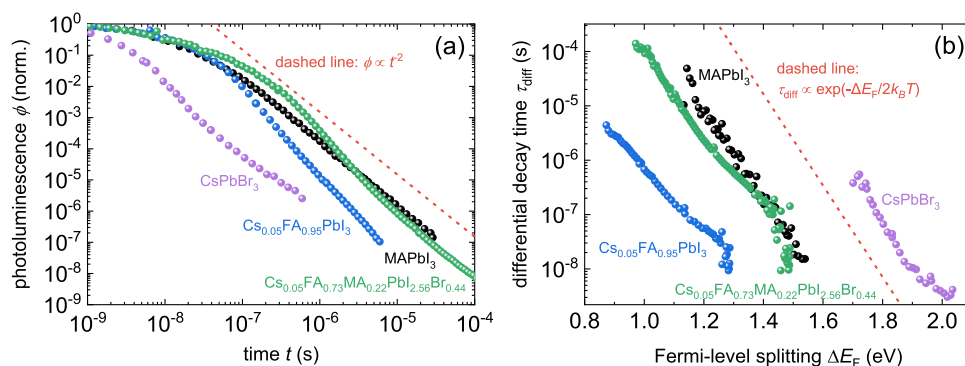 10⁰
10⁻¹
10⁻²
10⁻³
10⁻⁴
10⁻⁵
10⁻⁶
10⁻⁷
10⁻⁸
10⁻⁹
photoluminescence ϕ (norm.)
(a)
dashed line: ϕ ∝ t⁻²
CsPbBr₃
Cs₀.₀₅FA₀.₉₅PbI₃
MAPbI₃
Cs₀.₀₅FA₀.₇₃MA₀.₂₂PbI₂.₅₆Br₀.₄₄
10⁻⁹ 10⁻⁸ 10⁻⁷ 10⁻⁶ 10⁻⁵ 10⁻⁴
time t (s)
10⁻⁴
10⁻⁵
10⁻⁶
10⁻⁷
10⁻⁸
differential decay time τdiff (s)
(b)
MAPbI₃
dashed line:
τdiff ∝ exp(-ΔEF/2kBT)
CsPbBr₃
Cs₀.₀₅FA₀.₉₅PbI₃
Cs₀.₀₅FA₀.₇₃MA₀.₂₂PbI₂.₅₆Br₀.₄₄
0.8 1.0 1.2 1.4 1.6 1.8 2.0
Fermi-level splitting ΔEF (eV)